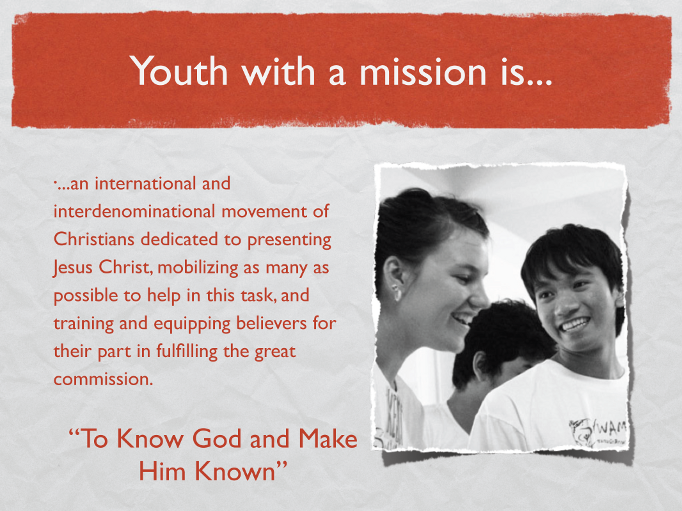 Youth with a mission is...
·...an international and
interdenominational movement of
Christians dedicated to presenting
Jesus Christ, mobilizing as many as
possible to help in this task, and
training and equipping believers for
their part in fulfilling the great
commission.
“To Know God and Make
Him Known”
YWAM